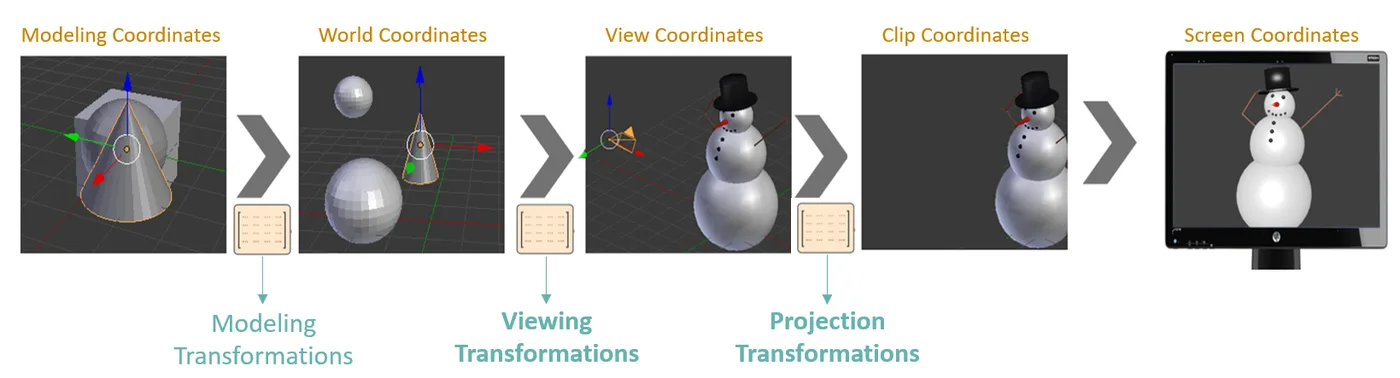 Modeling Coordinates
World Coordinates
View Coordinates
Clip Coordinates
Screen Coordinates
Modeling
Transformations
Viewing
Transformations
Projection
Transformations